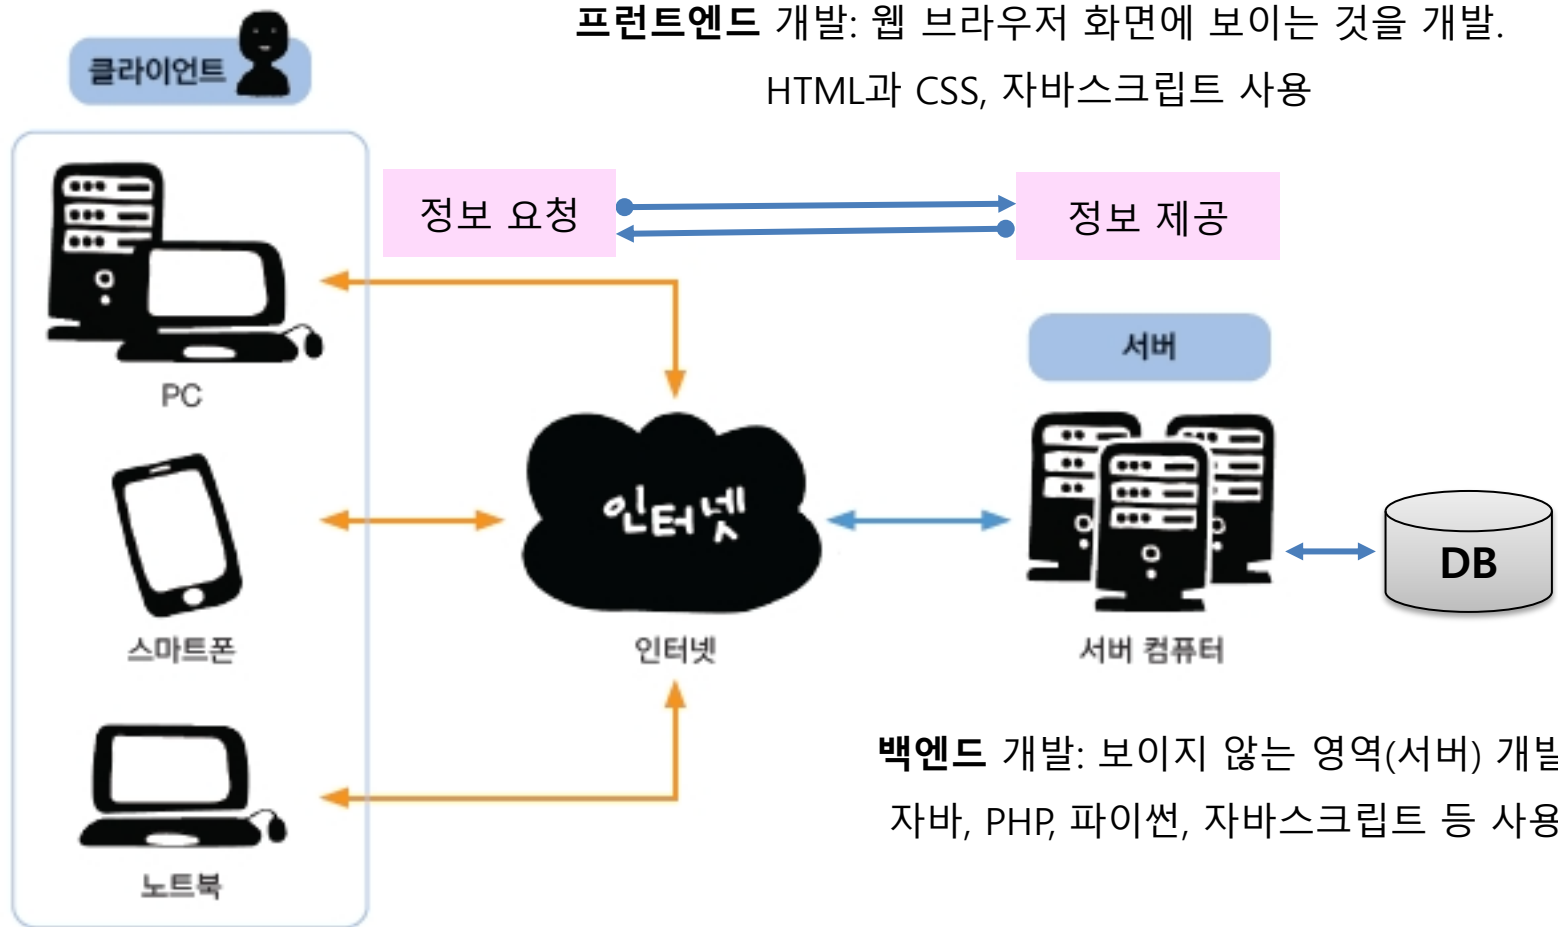 프런트엔드 개발: 웹 브라우저 화면에 보이는 것을 개발.
HTML과 CSS, 자바스크립트 사용
클라이언트
정보 요청
정보 제공
PC
서버
인터넷
DB
스마트폰
인터넷
서버 컴퓨터
백엔드 개발: 보이지 않는 영역(서버) 개발
자바, PHP, 파이썬, 자바스크립트 등 사용
노트북